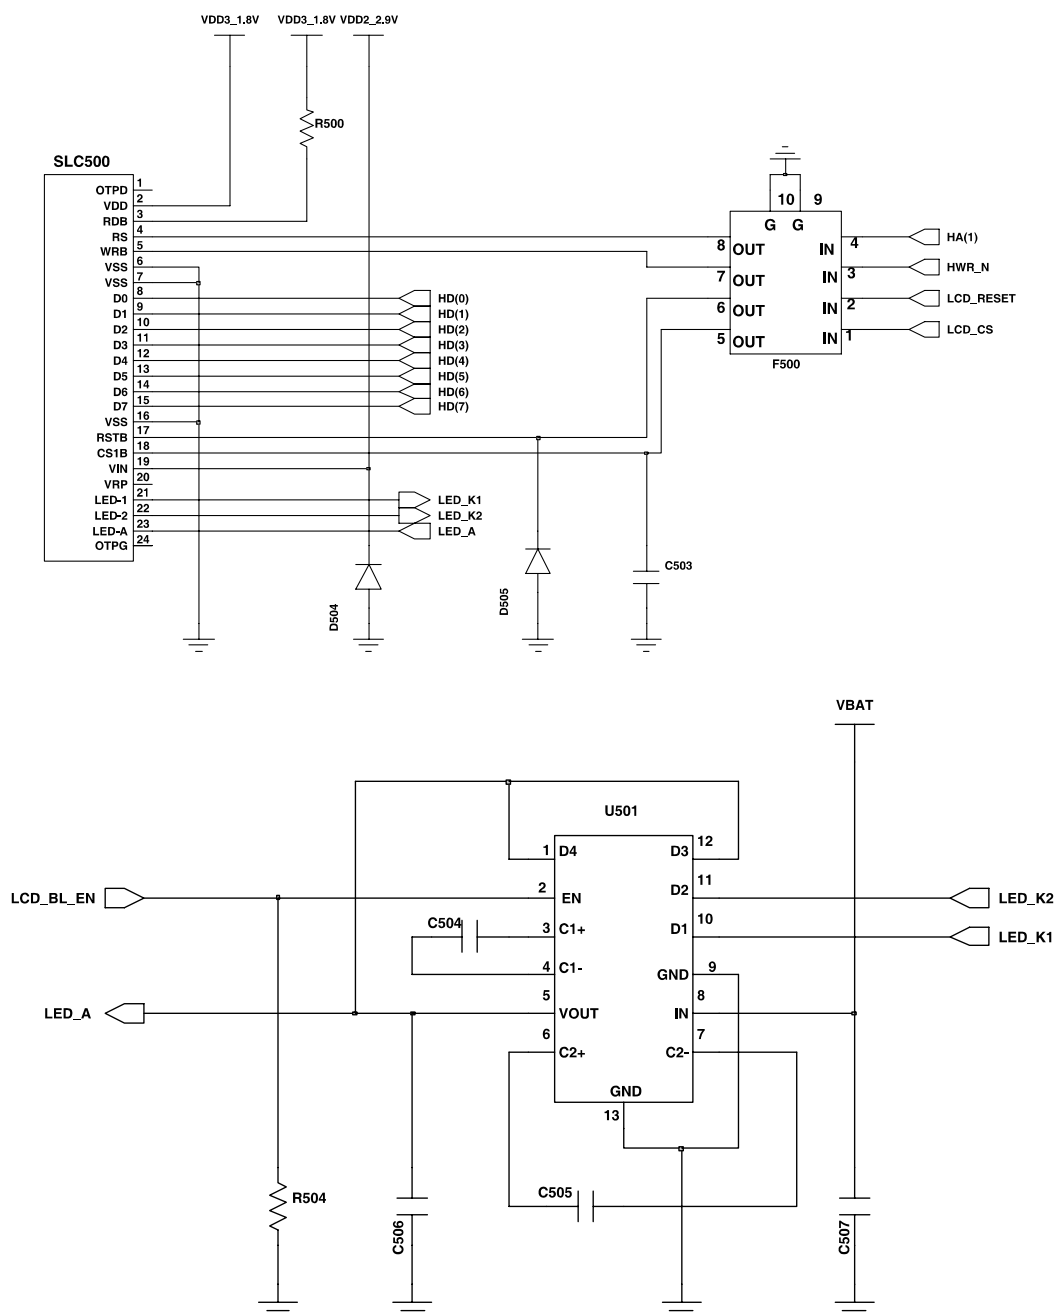 VDD3_1.8V VDD3_1.8V VDD2_2.9V
R500
SLC500
OTPD 1
VDD 2
RDB 3
RS 4
WRB 5
VSS 6
VSS 7
D0 8 HD(0)
D1 9 HD(1)
D2 10 HD(2)
D3 11 HD(3)
D4 12 HD(4)
D5 13 HD(5)
D6 14 HD(6)
D7 15 HD(7)
VSS 16
RSTB 17
CS1B 18
VIN 19
VRP 20
LED-1 21 LED_K1
LED-2 22 LED_K2
LED-A 23 LED_A
OTPG 24
10 9
G G
8 OUT IN 4 HA(1)
7 OUT IN 3 HWR_N
6 OUT IN 2 LCD_RESET
5 OUT IN 1 LCD_CS
F500
D504
D505
C503
VBAT
U501
1 D4 D3 12
LCD_BL_EN 2 EN D2 11 LED_K2
C504 3 C1+ D1 10 LED_K1
4 C1- GND 9
LED_A 5 VOUT IN 8
6 C2+ C2- 7
GND
13
R504
C506
C505
C507